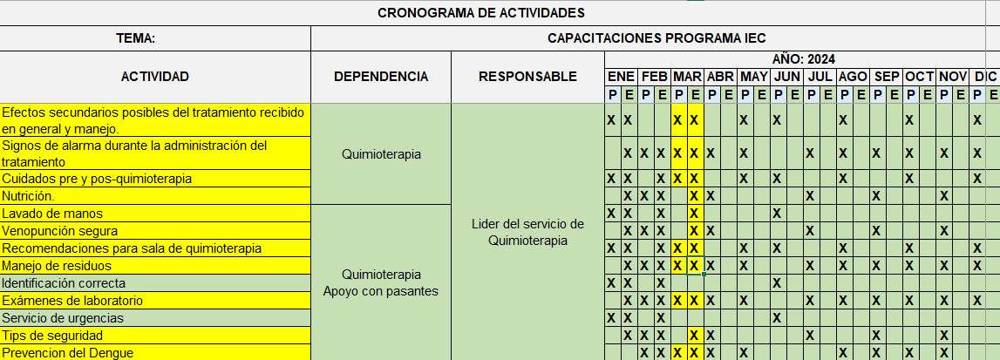 CRONOGRAMA DE ACTIVIDADES
TEMA: CAPACITACIONES PROGRAMA IEC
ACTIVIDAD DEPENDENCIA RESPONSABLE AÑO: 2024
ENE FEB MAR ABR MAY JUN JUL AGO SEP OCT NOV DIC
P E P E P E P E P E P E P E P E P E P E P E P E
Efectos secundarios posibles del tratamiento recibido
en general y manejo. X X X X X X X X X
Signos de alarma durante la administración del
tratamiento X X X X X X X X X X X X X
Quimioterapia
Cuidados pre y pos-quimioterapia X X X X X X X X X X
Nutrición. X X X X X X X X
Lavado de manos X X X X X
Lider del servicio de
Quimioterapia
Venopunción segura X X X X X X X X
Recomendaciones para sala de quimioterapia X X X X X X X X X X
Manejo de residuos X X X X X X X X X X X X X
Quimioterapia
Apoyo con pasantes
Identificación correcta X X X X
Exámenes de laboratorio X X X X X X X X X X X X X
Servicio de urgencias X X X X
Tips de seguridad X X X X X X X X
Prevencion del Dengue X X X X X X X X X X